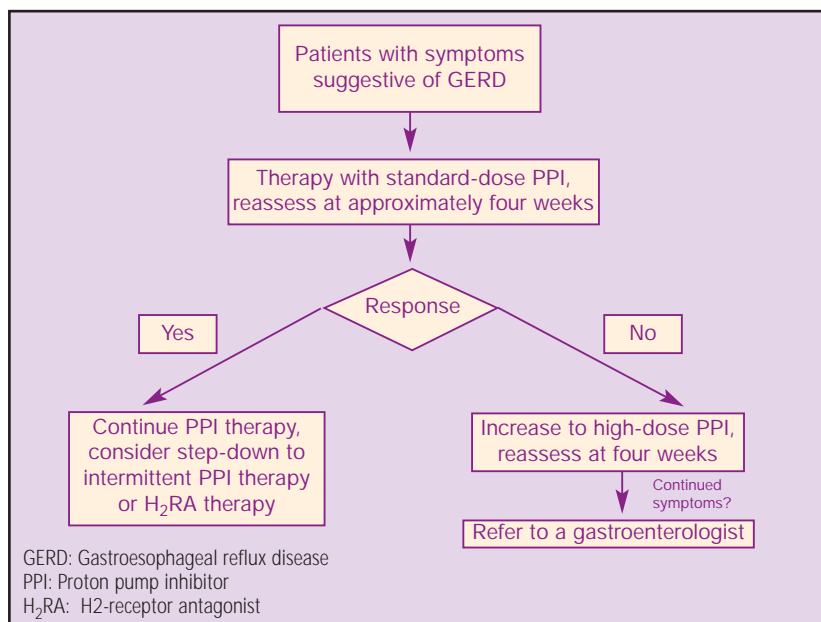 Patients with symptoms
suggestive of GERD
Therapy with standard-dose PPI,
reassess at approximately four weeks
Response
Yes
No
Continue PPI therapy,
consider step-down to
intermittent PPI therapy
or H₂RA therapy
Increase to high-dose PPI,
reassess at four weeks
Continued
symptoms?
Refer to a gastroenterologist
GERD: Gastroesophageal reflux disease
PPI: Proton pump inhibitor
H₂RA: H2-receptor antagonist